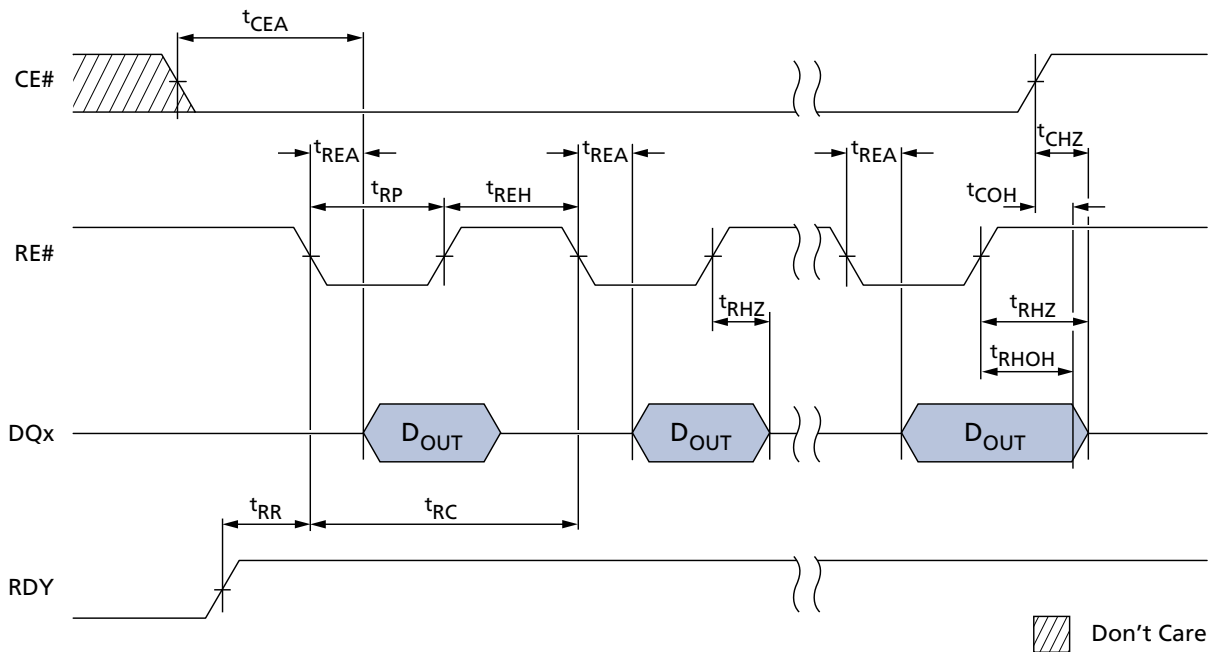 tCEA
CE#
tREA
tREA
tREA
tCHZ
tRP
tREH
tCOH
RE#
tRHZ
tRHZ
tRHOH
DQx
DOUT
DOUT
DOUT
tRR
tRC
RDY
Don't Care